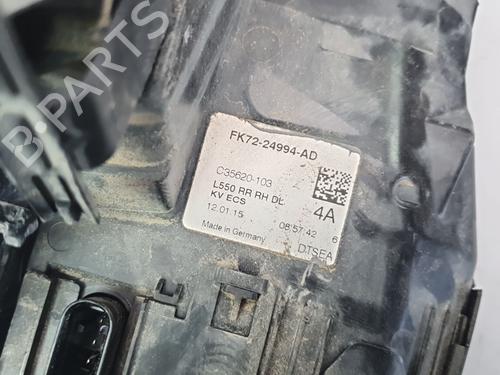 FK72-24994-AD
C35620-103
L550 RR RH DL
KV ECS
4A
12.01.15
08:57:42 6
Made in Germany
DTSEA
B-PARTS